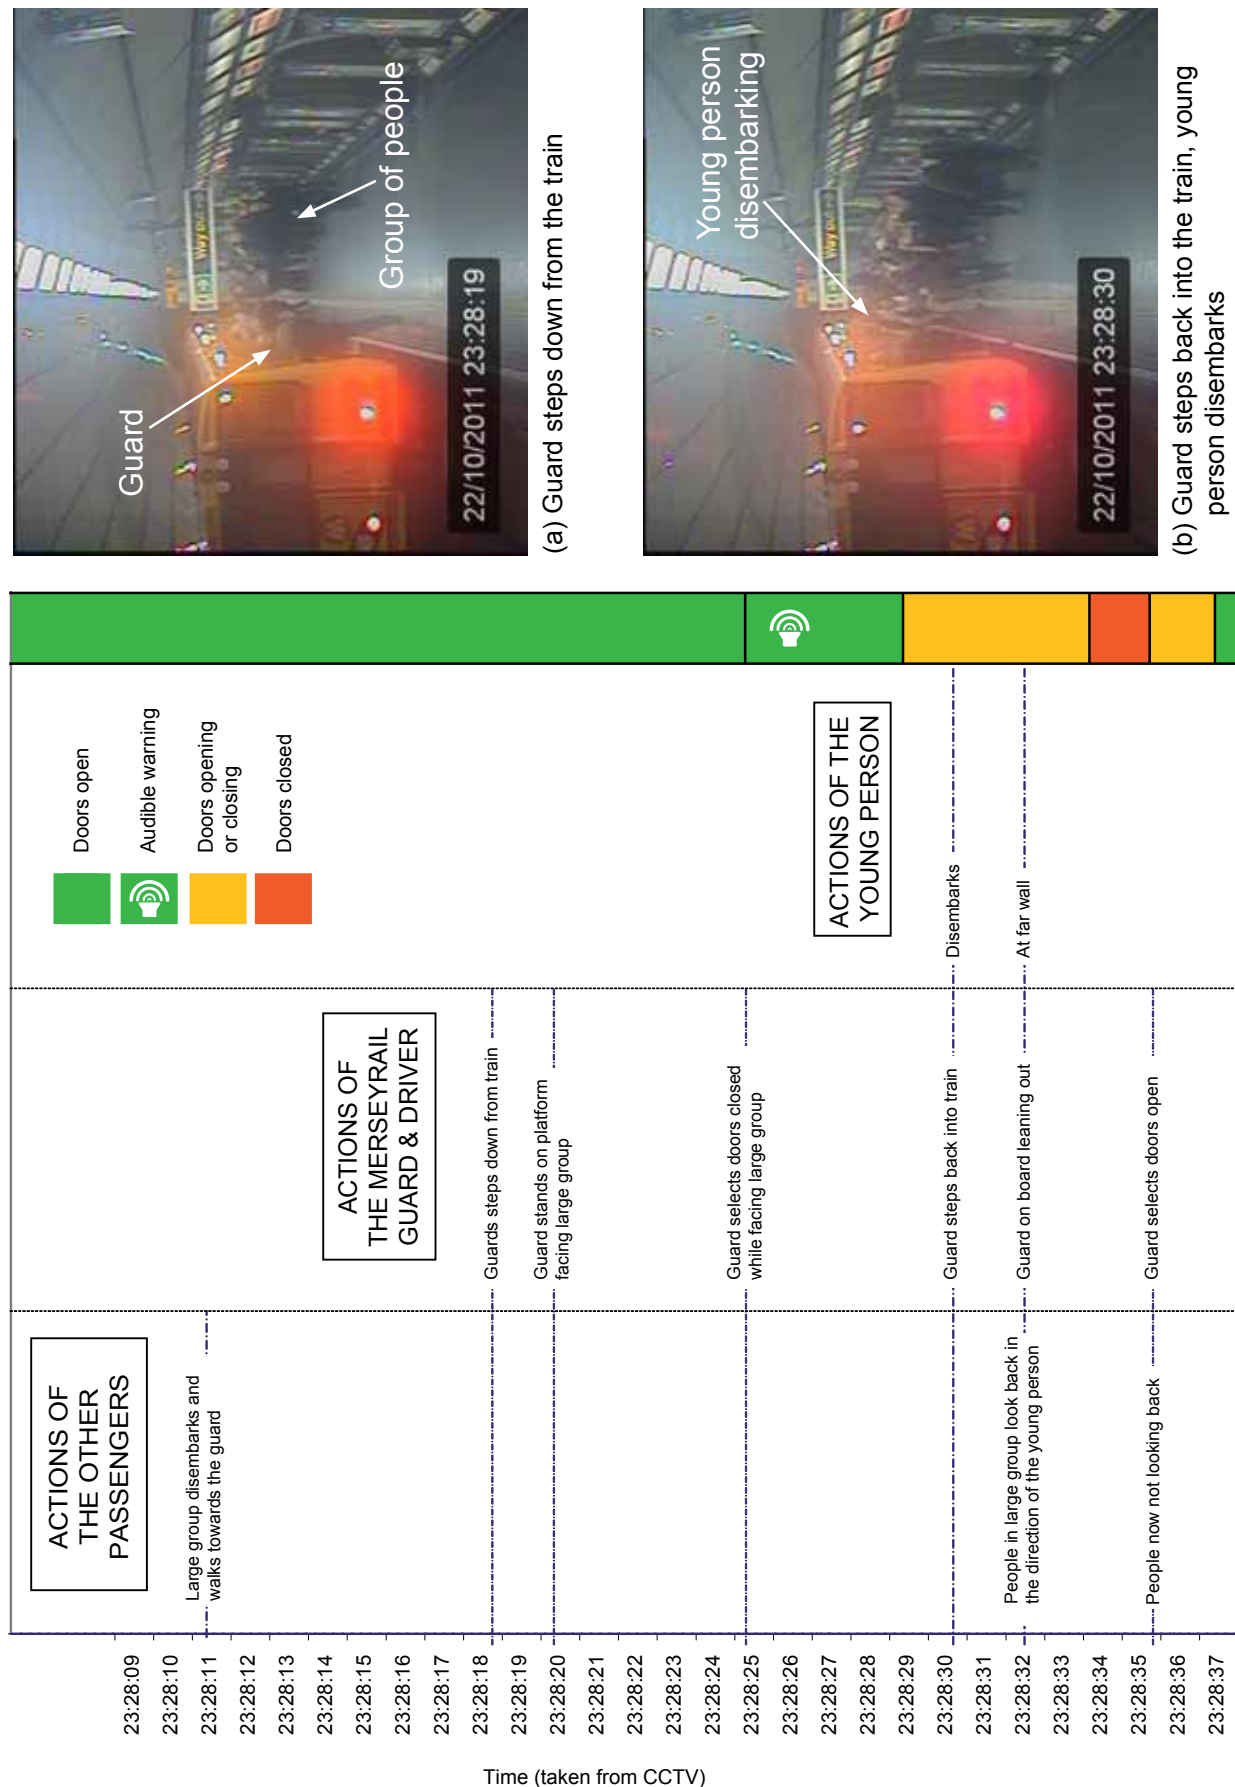 ACTIONS OF
THE OTHER
PASSENGERS
Large group disembarks and
walks towards the guard
People in large group look back in
the direction of the young person
People now not looking back
ACTIONS OF
THE MERSEYRAIL
GUARD & DRIVER
Guards steps down from train
Guard stands on platform
facing large group
Guard selects doors closed
while facing large group
Guard steps back into train
Guard on board leaning out
Guard selects doors open
Doors open
Audible warning
Doors opening
or closing
Doors closed
ACTIONS OF THE
YOUNG PERSON
Disembarks
At far wall
Time (taken from CCTV)
23:28:09
23:28:10
23:28:11
23:28:12
23:28:13
23:28:14
23:28:15
23:28:16
23:28:17
23:28:18
23:28:19
23:28:20
23:28:21
23:28:22
23:28:23
23:28:24
23:28:25
23:28:26
23:28:27
23:28:28
23:28:29
23:28:30
23:28:31
23:28:32
23:28:33
23:28:34
23:28:35
23:28:36
23:28:37
Guard
Group of people
Way out
22/10/2011 23:28:19
(a) Guard steps down from the train
Young person
disembarking
Way out
22/10/2011 23:28:30
(b) Guard steps back into the train, young
person disembarks